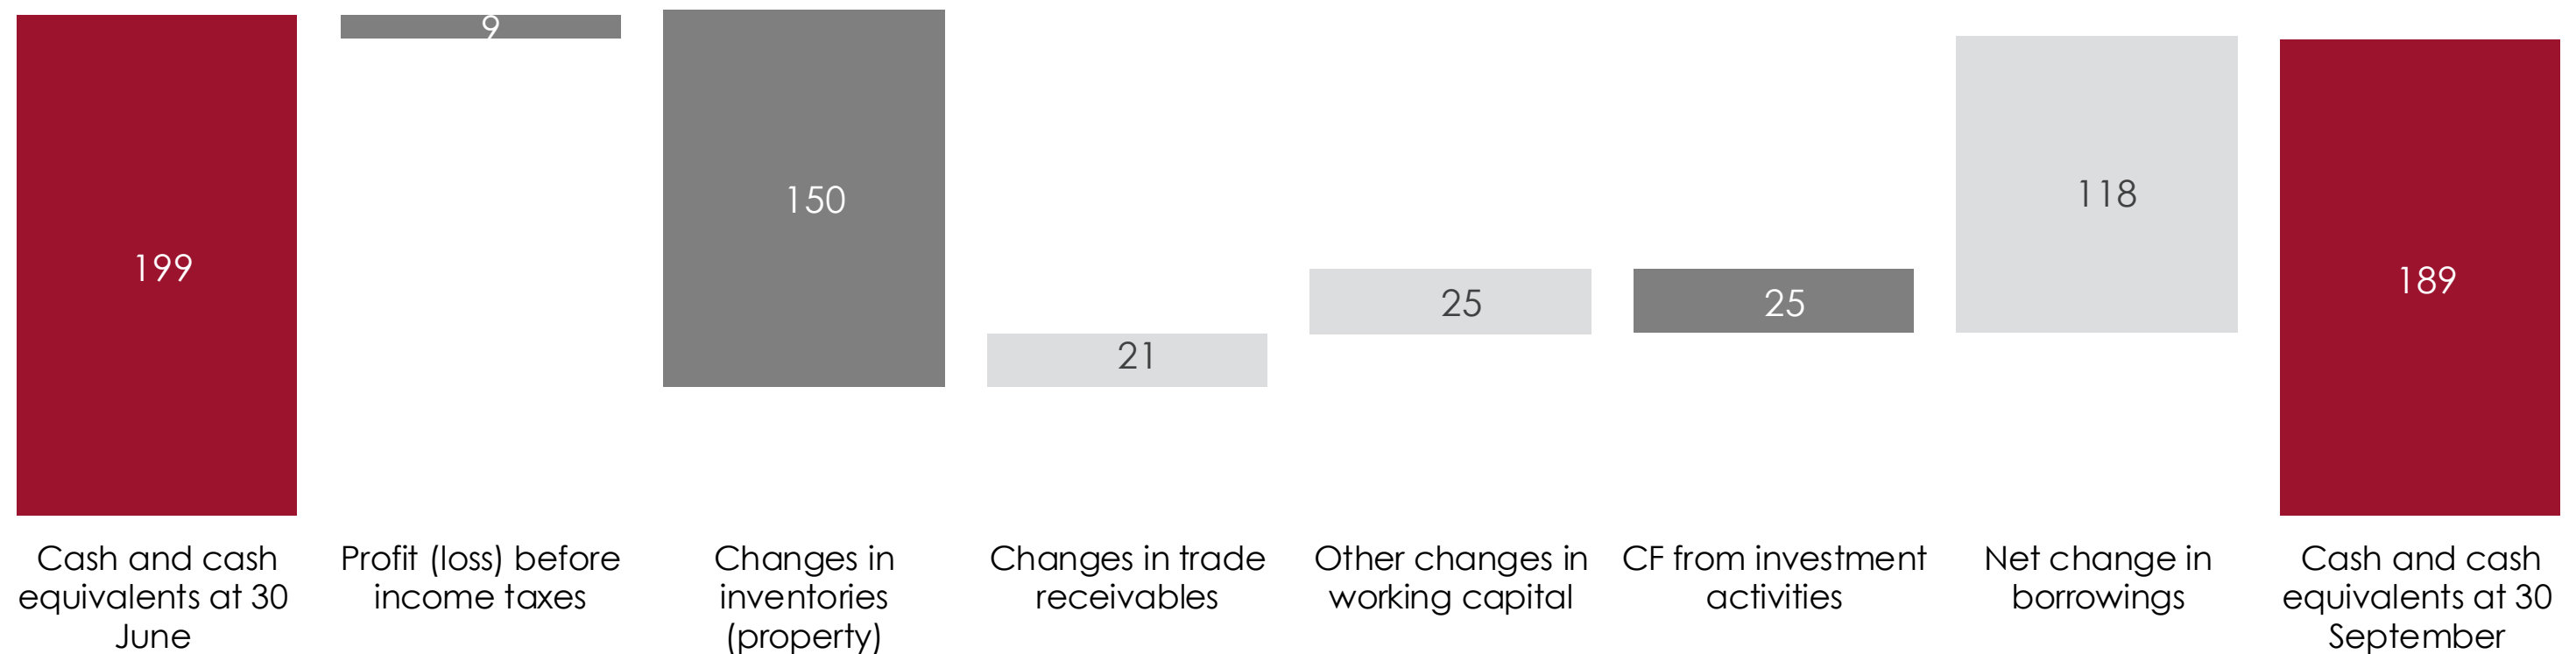 9
150
118
199
189
25
25
21
Cash and cash
equivalents at 30
June
Profit (loss) before
income taxes
Changes in
inventories
(property)
Changes in trade
receivables
Other changes in
working capital
CF from investment
activities
Net change in
borrowings
Cash and cash
equivalents at 30
September